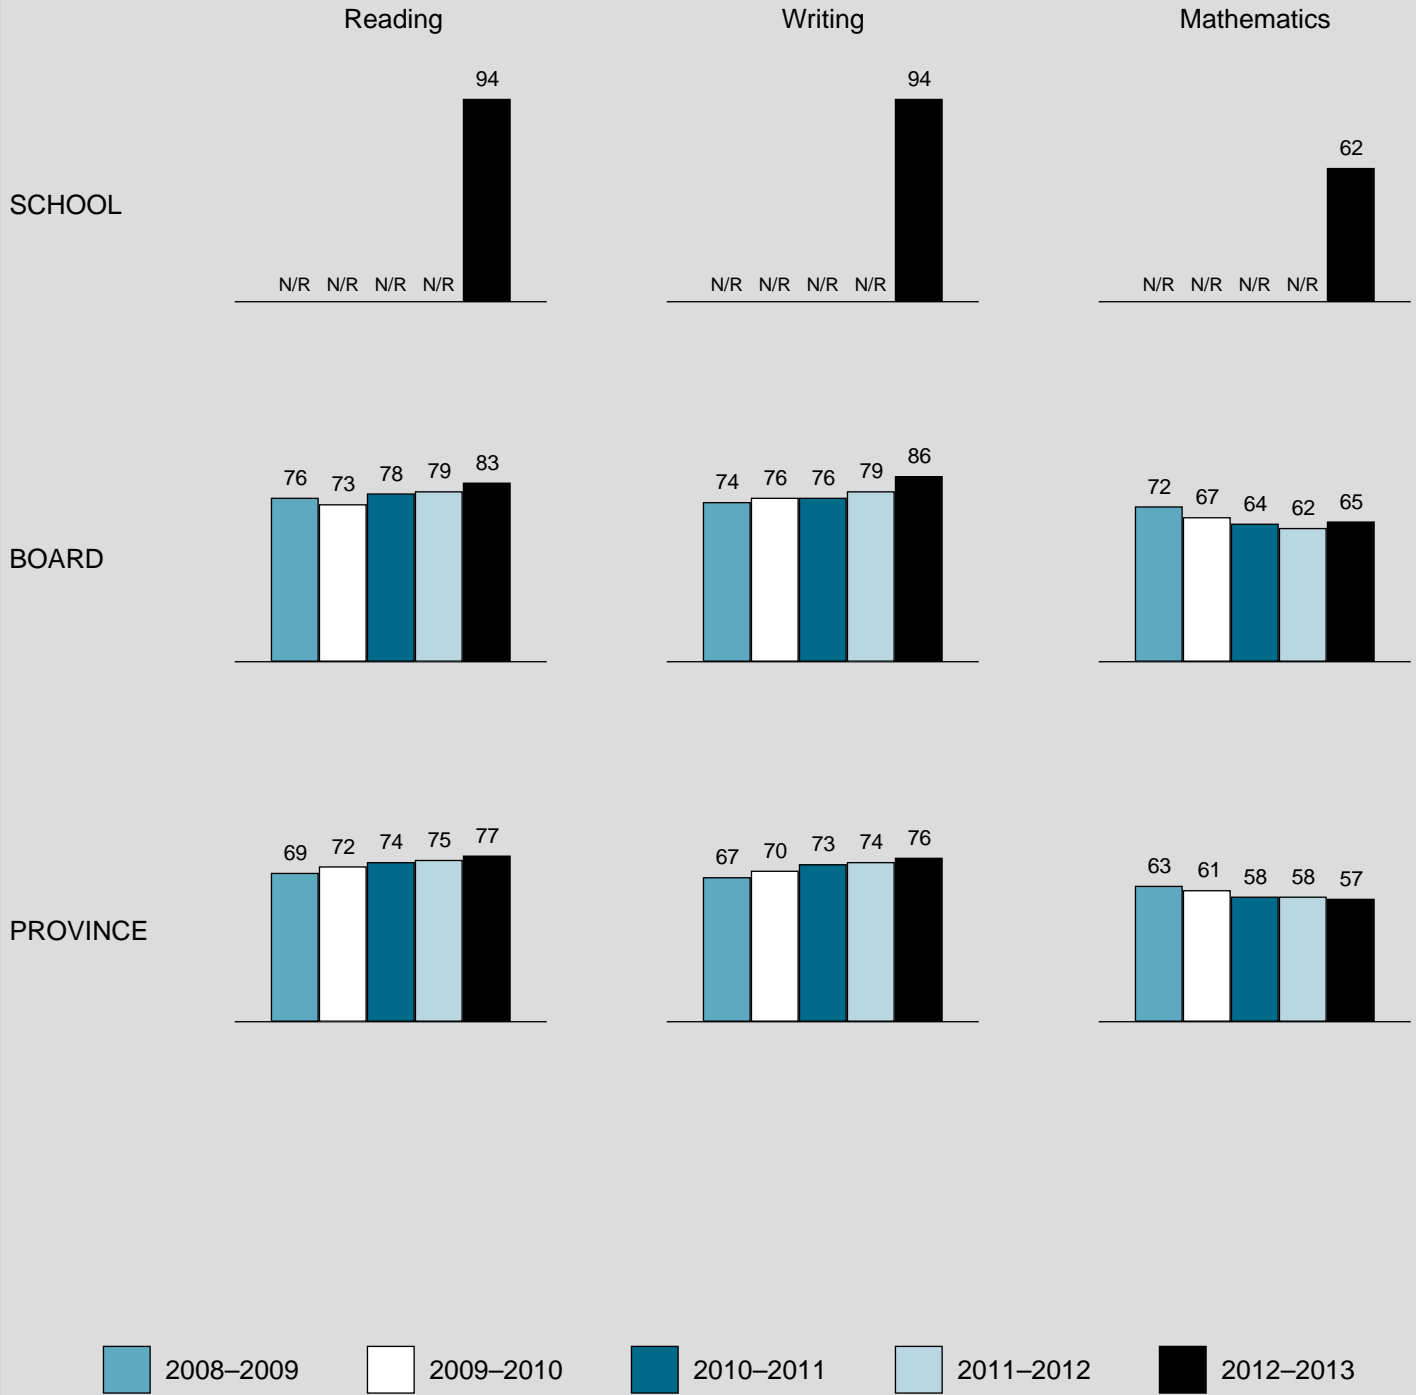 Reading Writing Mathematics
94 94 62
SCHOOL
N/R N/R N/R N/R N/R N/R N/R N/R N/R N/R N/R N/R
76 73 78 79 83 74 76 76 79 86 72 67 64 62 65
BOARD
69 72 74 75 77 67 70 73 74 76 63 61 58 58 57
PROVINCE
2008–2009 2009–2010 2010–2011 2011–2012 2012–2013